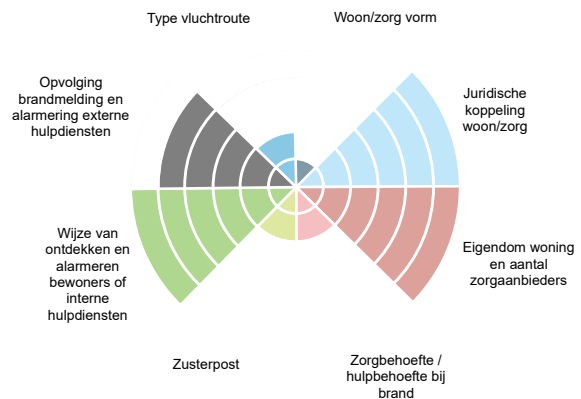 Type vluchtroute
Woon/zorg vorm
Juridische
koppeling
woon/zorg
Eigendom woning
en aantal
zorgaanbieders
Zorgbehoefte /
hulpbehoefte bij
brand
Zusterpost
Wijze van
ontdekken en
alarmeren
bewoners of
interne
hulpdiensten
Opvolging
brandmelding en
alarmering externe
hulpdiensten